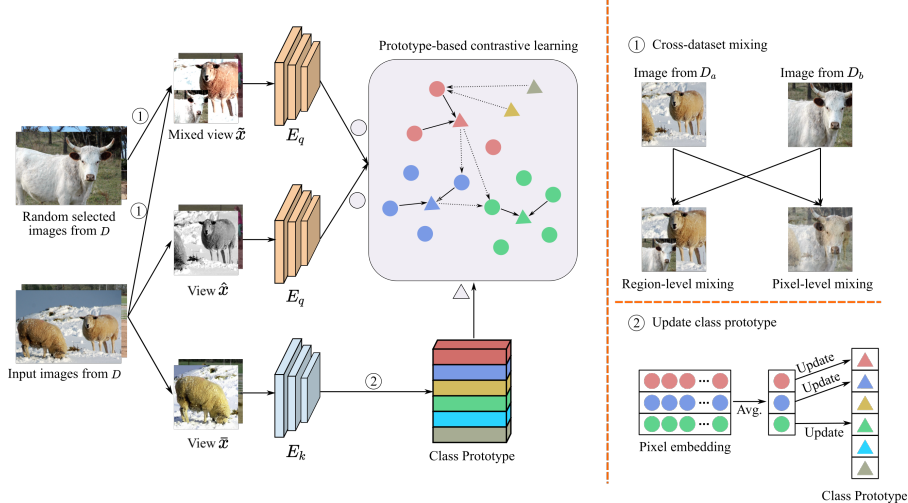 Prototype-based contrastive learning
① Cross-dataset mixing
Image from Dₐ
Image from D_b
①
Mixed view x̃
E_q
Random selected
images from D
①
View x̂
E_q
Region-level mixing
Pixel-level mixing
② Update class prototype
Input images from D
②
View x̄
E_k
Class Prototype
Update
Update
Avg.
Update
Pixel embedding
Class Prototype